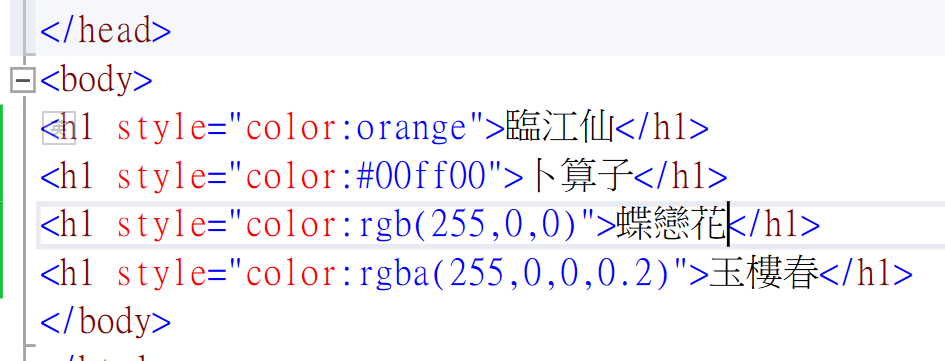 </head>
<body>
<h1 style="color:orange">臨江仙</h1>
<h1 style="color:#00ff00">卜算子</h1>
<h1 style="color:rgb(255,0,0)">蝶戀花</h1>
<h1 style="color:rgba(255,0,0,0.2)">玉樓春</h1>
</body>